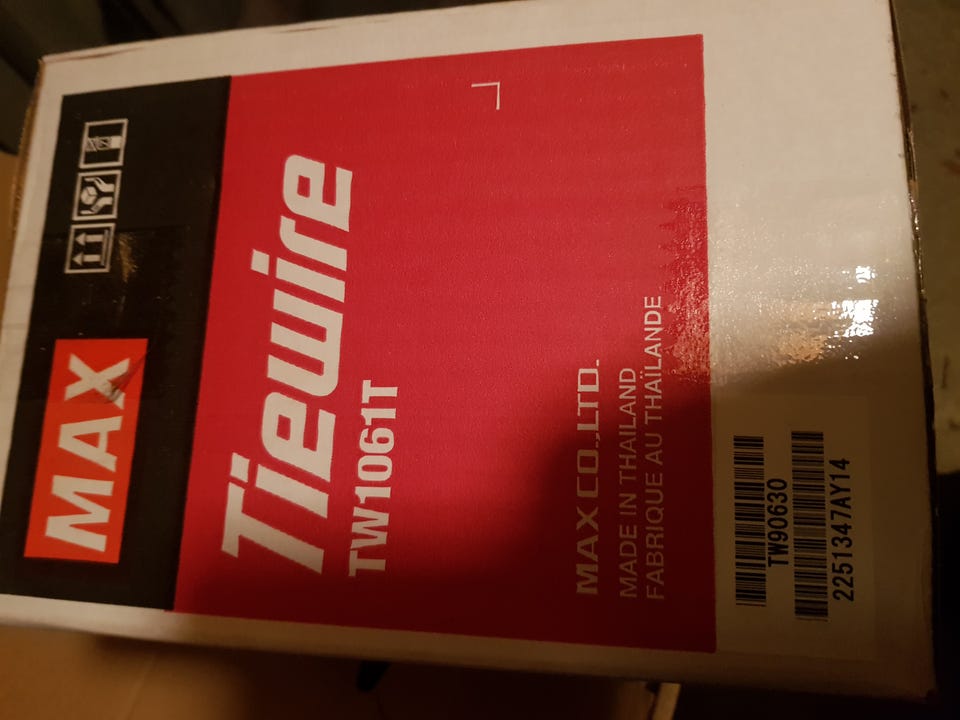 MAX
Tiewire
TW1061T
MAX CO.,LTD.
MADE IN THAILAND
FABRIQUE AU THAÏLANDE
TW90630
2251347AY14